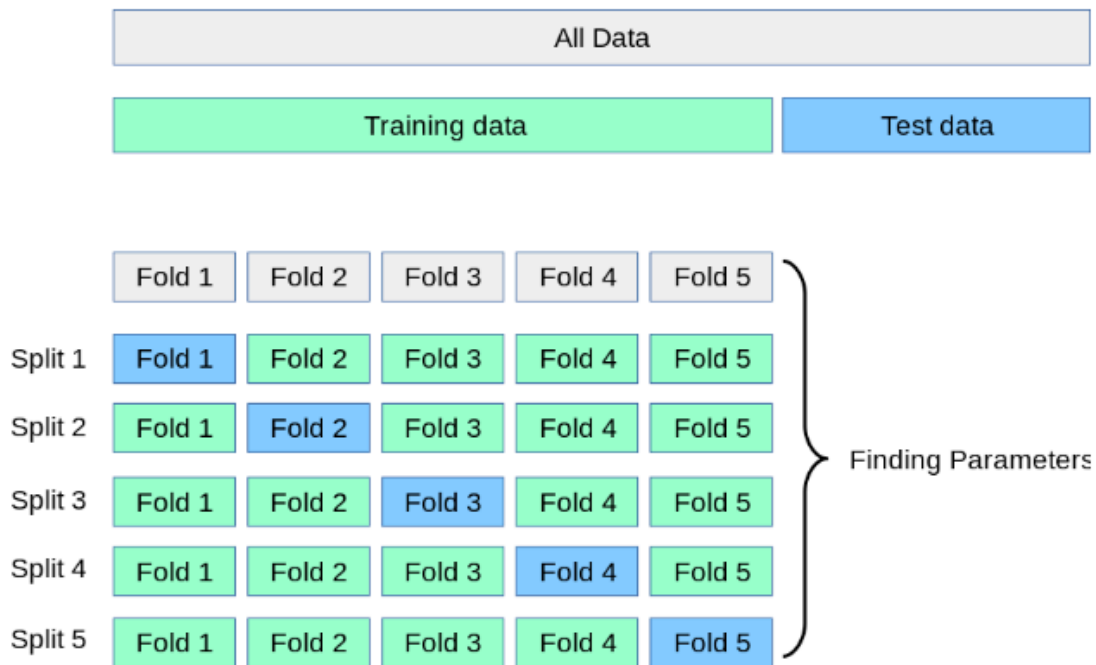 All Data
Training data Test data
Fold 1 Fold 2 Fold 3 Fold 4 Fold 5
Split 1 Fold 1 Fold 2 Fold 3 Fold 4 Fold 5
Split 2 Fold 1 Fold 2 Fold 3 Fold 4 Fold 5
Finding Parameters
Split 3 Fold 1 Fold 2 Fold 3 Fold 4 Fold 5
Split 4 Fold 1 Fold 2 Fold 3 Fold 4 Fold 5
Split 5 Fold 1 Fold 2 Fold 3 Fold 4 Fold 5